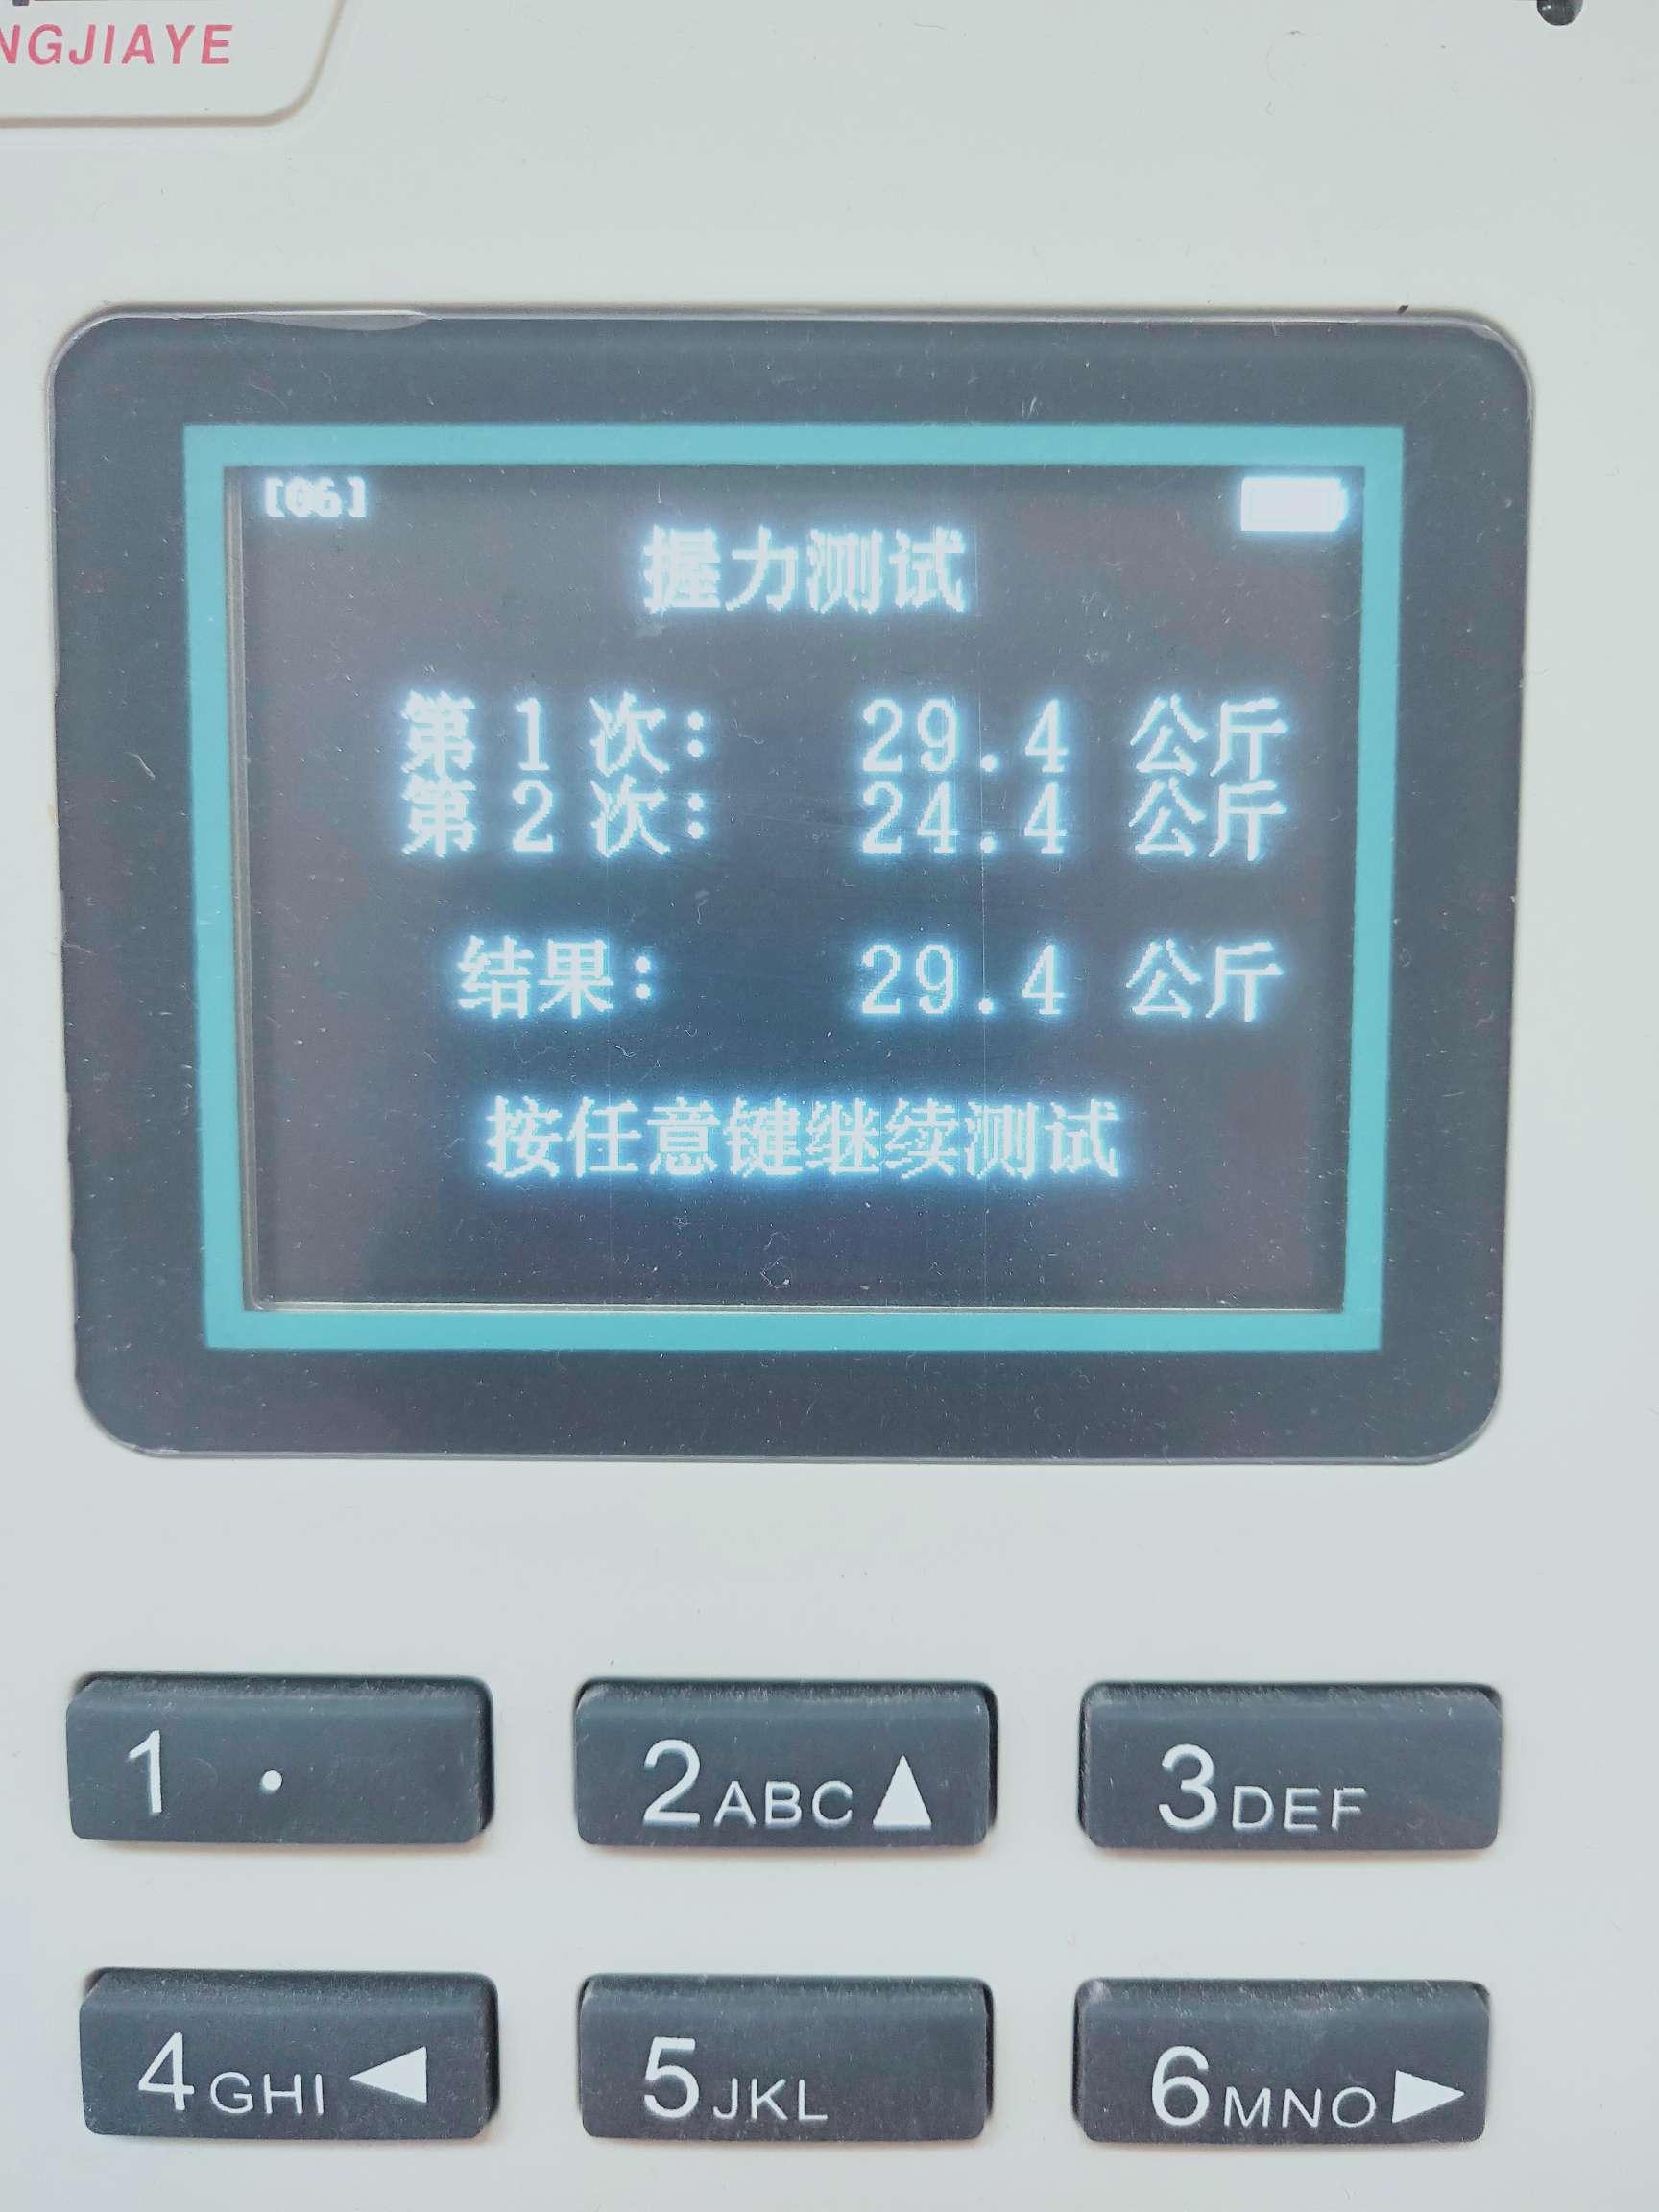 NGJIAYE
[06]
握力测试
第1次: 29.4 公斤
第2次: 24.4 公斤
结果: 29.4 公斤
按任意键继续测试
1 .
2ABC▲
3DEF
4GHI◀
5JKL
6MNO▶